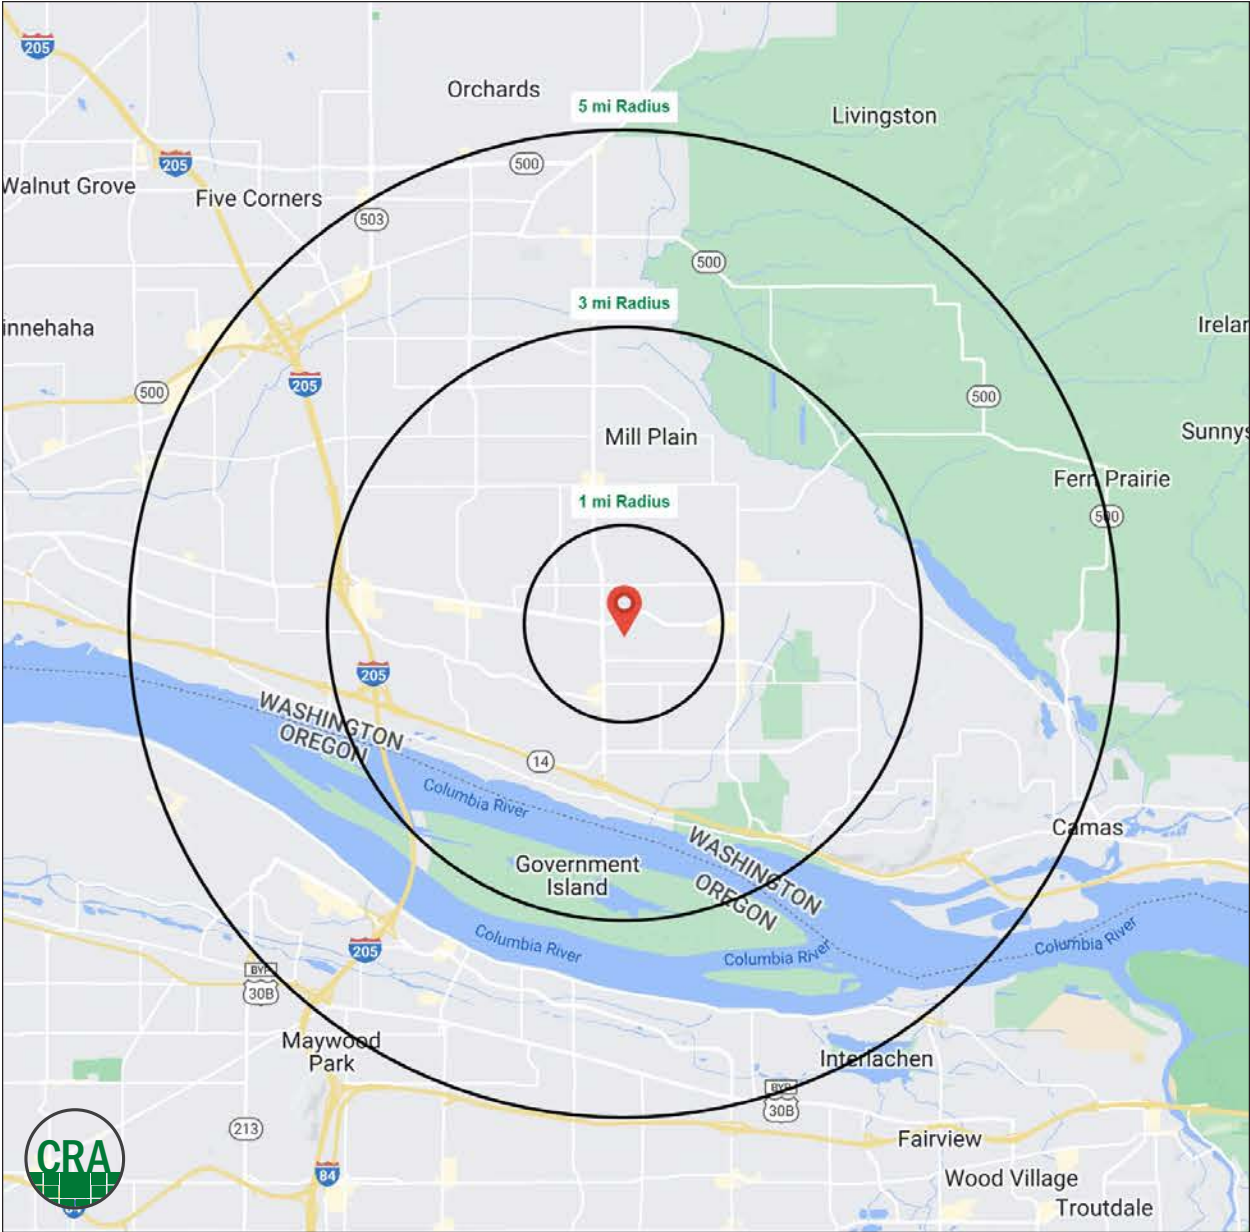 205
Orchards
5 mi Radius
Livingston
205
500
Walnut Grove
Five Corners
503
500
3 mi Radius
innehaha
Irelar
205
500
500
Mill Plain
Sunnys
Fern Prairie
1 mi Radius
500
205
WASHINGTON
OREGON
14
Columbia River
Camas
WASHINGTON
OREGON
Government
Island
Columbia River
Columbia River
Columbia River
205
BYP
30B
Maywood
Park
Interlachen
BYP
30B
213
Fairview
CRA
84
Wood Village
Troutdale